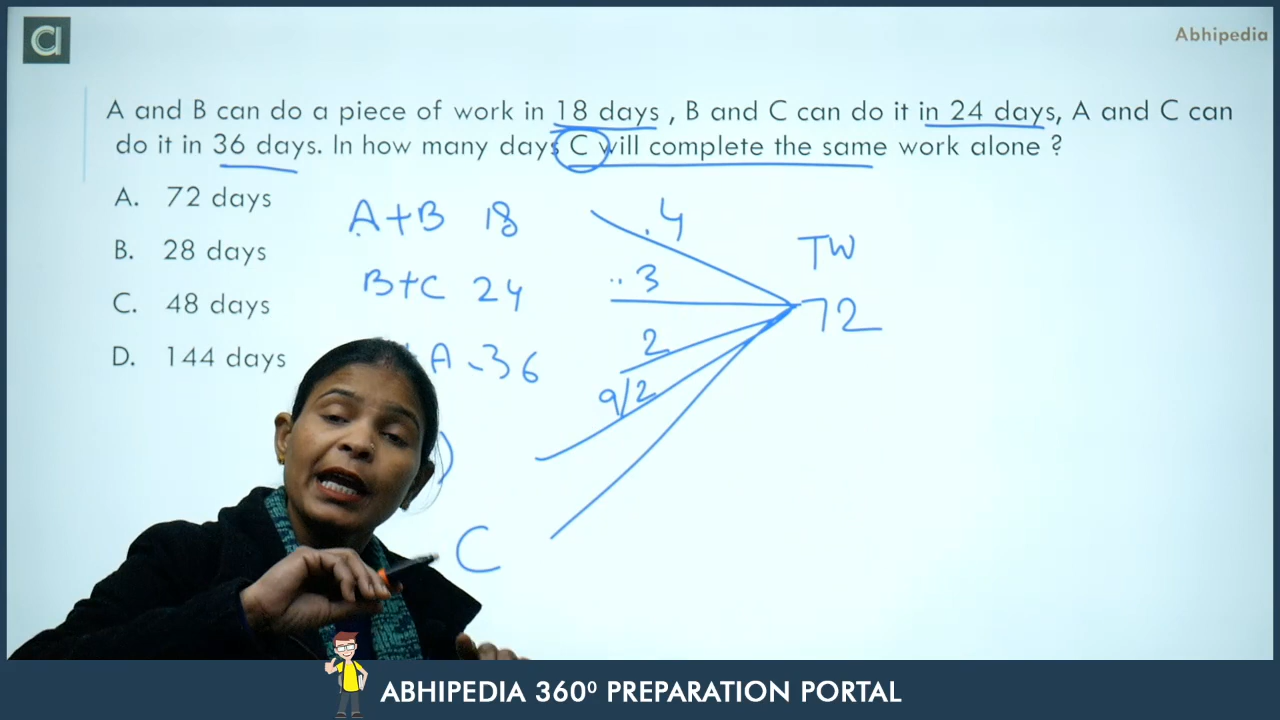 Abhipedia
A and B can do a piece of work in 18 days , B and C can do it in 24 days, A and C can
do it in 36 days. In how many days C will complete the same work alone ?
A. 72 days
B. 28 days
C. 48 days
D. 144 days
A+B 18
.4
TW
B+C 24
..3
72
A -36
2
9/2
)
C
ABHIPEDIA 360⁰ PREPARATION PORTAL